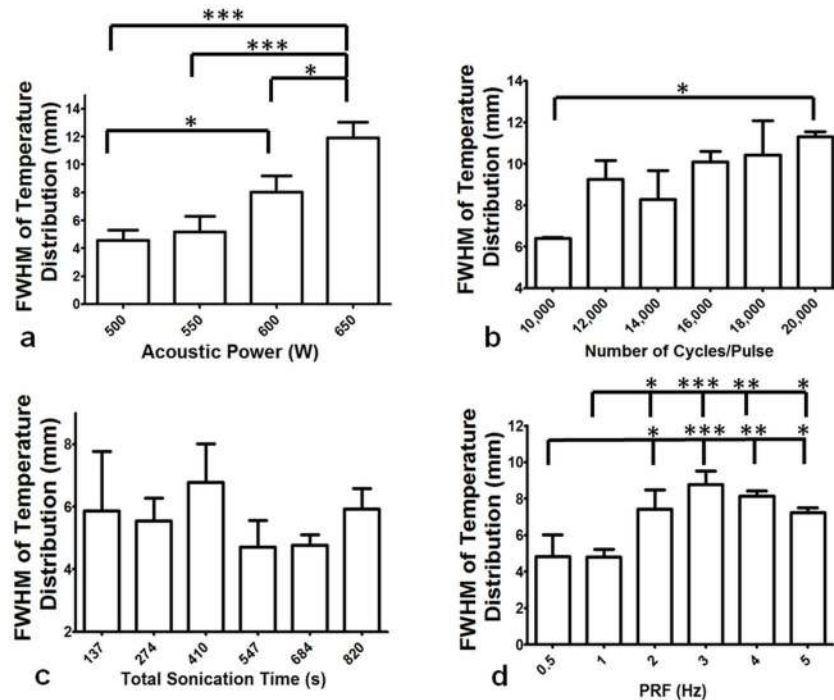 ***
***
*
*
FWHM of Temperature
Distribution (mm)
14
12
10
8
6
4
2
0
500
550
600
650
a
Acoustic Power (W)
*
FWHM of Temperature
Distribution (mm)
14
12
10
8
6
4
10,000
12,000
14,000
16,000
18,000
20,000
b
Number of Cycles/Pulse
FWHM of Temperature
Distribution (mm)
8
6
4
2
137
274
410
547
684
820
c
Total Sonication Time (s)
* *** ** *
* *** ** *
FWHM of Temperature
Distribution (mm)
12
10
8
6
4
2
0
0.5
1
2
3
4
5
d
PRF (Hz)